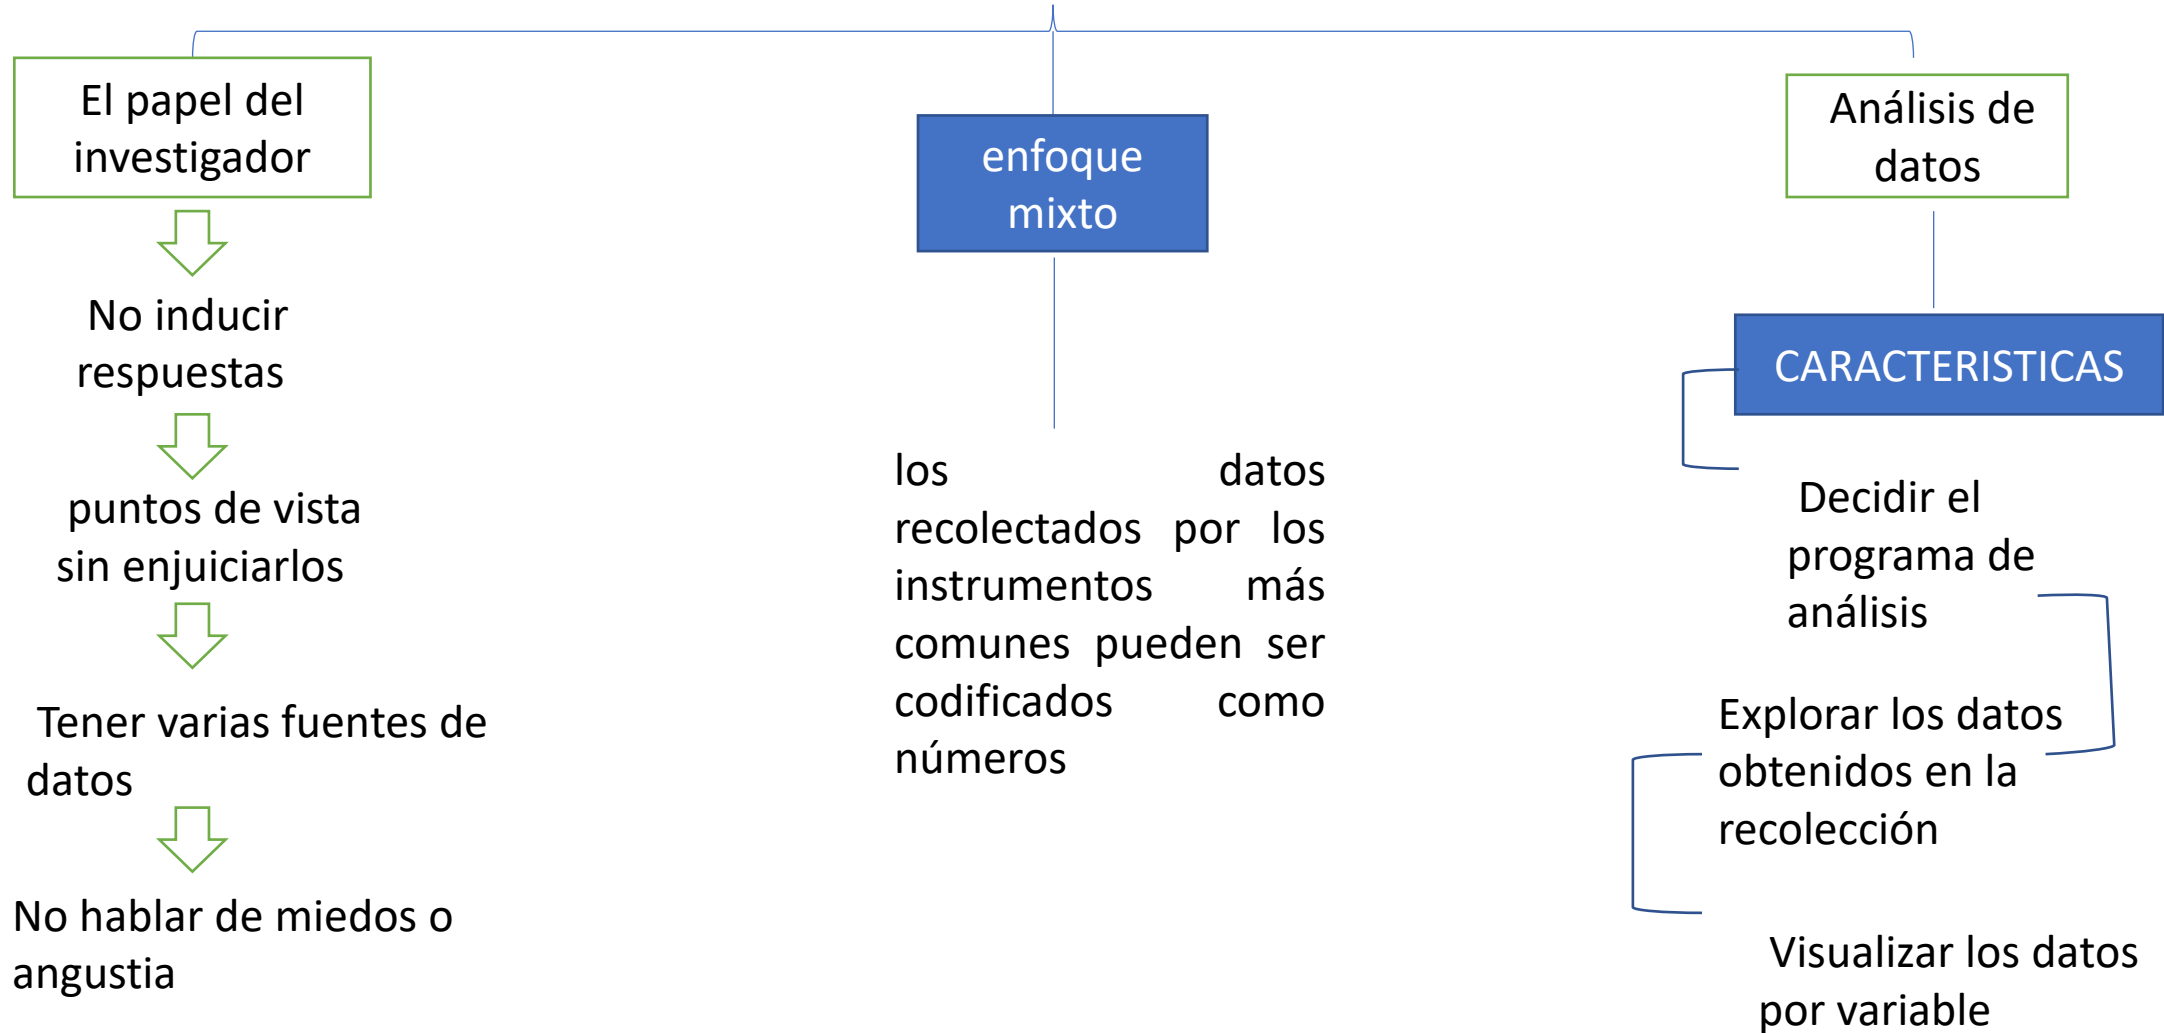 El papel del
investigador
No inducir
respuestas
puntos de vista
sin enjuiciarlos
Tener varias fuentes de
datos
No hablar de miedos o
angustia
enfoque
mixto
los datos
recolectados por los
instrumentos más
comunes pueden ser
codificados como
números
Análisis de
datos
CARACTERISTICAS
Decidir el
programa de
análisis
Explorar los datos
obtenidos en la
recolección
Visualizar los datos
por variable